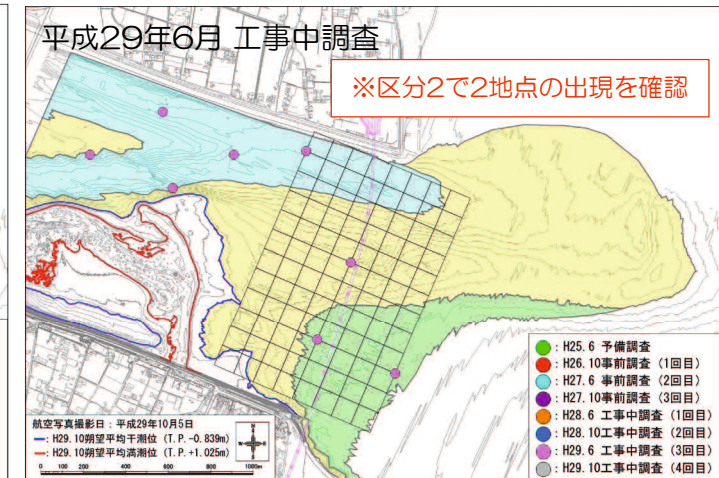 平成29年6月 工事中調査
※区分2で2地点の出現を確認
：H25.6 予備調査
：H26.10事前調査（1回目）
：H27.6 事前調査（2回目）
：H27.10事前調査（3回目）
：H28.6 工事中調査（1回目）
：H28.10工事中調査（2回目）
：H29.6 工事中調査（3回目）
：H29.10工事中調査（4回目）
航空写真撮影日：平成29年10月5日
：H29.10朔望平均干潮位（T.P.-0.839m）
：H29.10朔望平均満潮位（T.P.+1.025m）
0 100 200 400 600 800 1000m